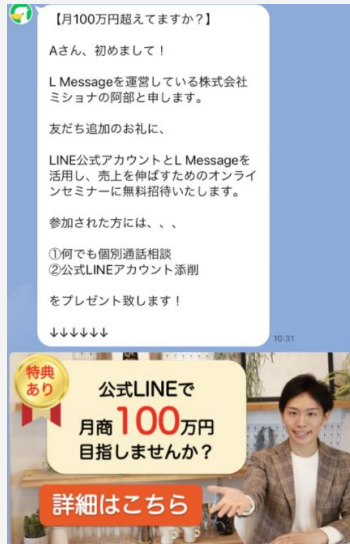 【月100万円超えてますか？】
Aさん、初めまして！
L Messageを運営している株式会社
ミショナの阿部と申します。
友だち追加のお礼に、
LINE公式アカウントとL Messageを
活用し、売上を伸ばすためのオンライ
ンセミナーに無料招待いたします。
参加された方には、、、
①何でも個別通話相談
②公式LINEアカウント添削
をプレゼント致します！
↓↓↓↓↓↓
10:31
特典
あり
公式LINEで
月商100万円
目指しませんか？
詳細はこちら